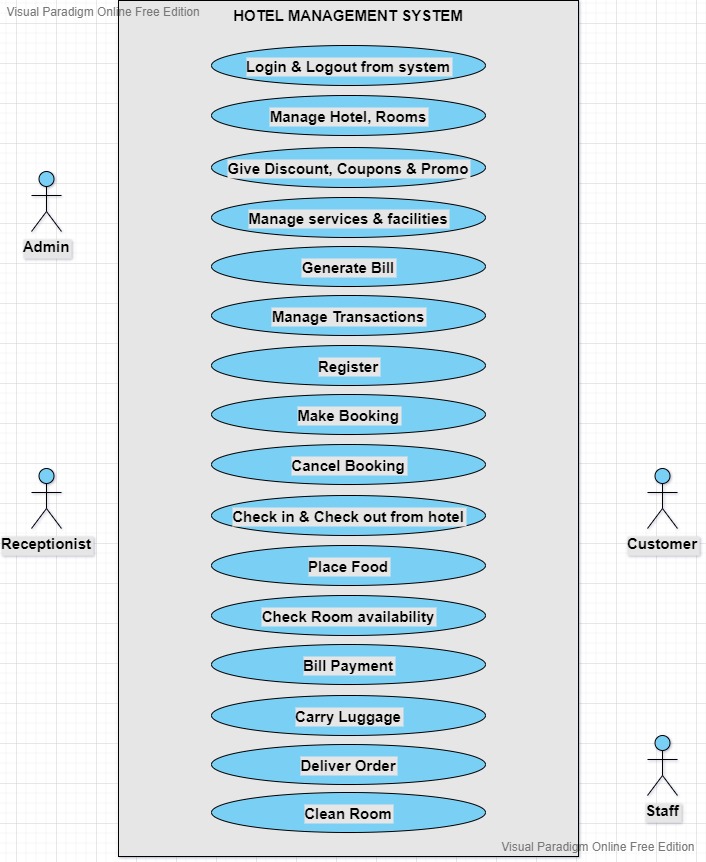 Visual Paradigm Online Free Edition
HOTEL MANAGEMENT SYSTEM
Login & Logout from system
Manage Hotel, Rooms
Give Discount, Coupons & Promo
Manage services & facilities
Admin
Generate Bill
Manage Transactions
Register
Make Booking
Cancel Booking
Check in & Check out from hotel
Receptionist
Customer
Place Food
Check Room availability
Bill Payment
Carry Luggage
Deliver Order
Clean Room
Staff
Visual Paradigm Online Free Edition